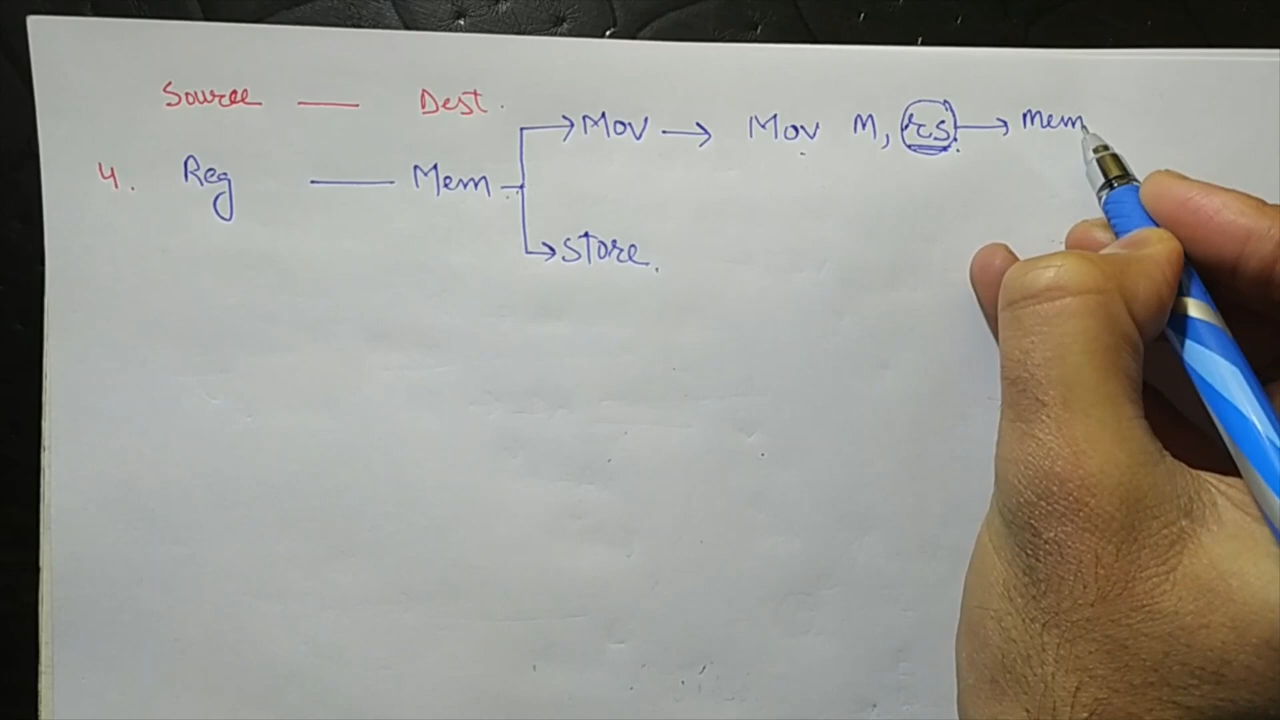 Source — Dest.
→ Mov → Mov M, rs. → mem
4. Reg — Mem
→ store.